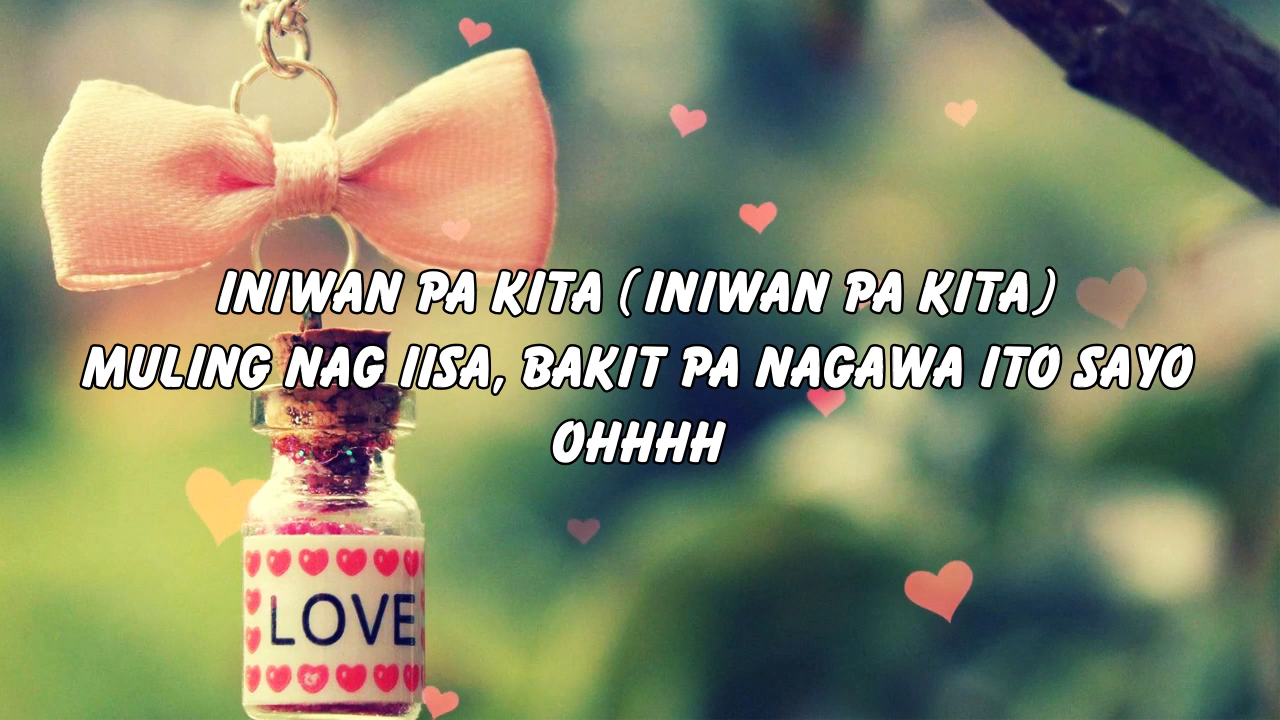 INIWAN PA KITA (INIWAN PA KITA)
MULING NAG IISA, BAKIT PA NAGAWA ITO SAYO
OHHHH
LOVE